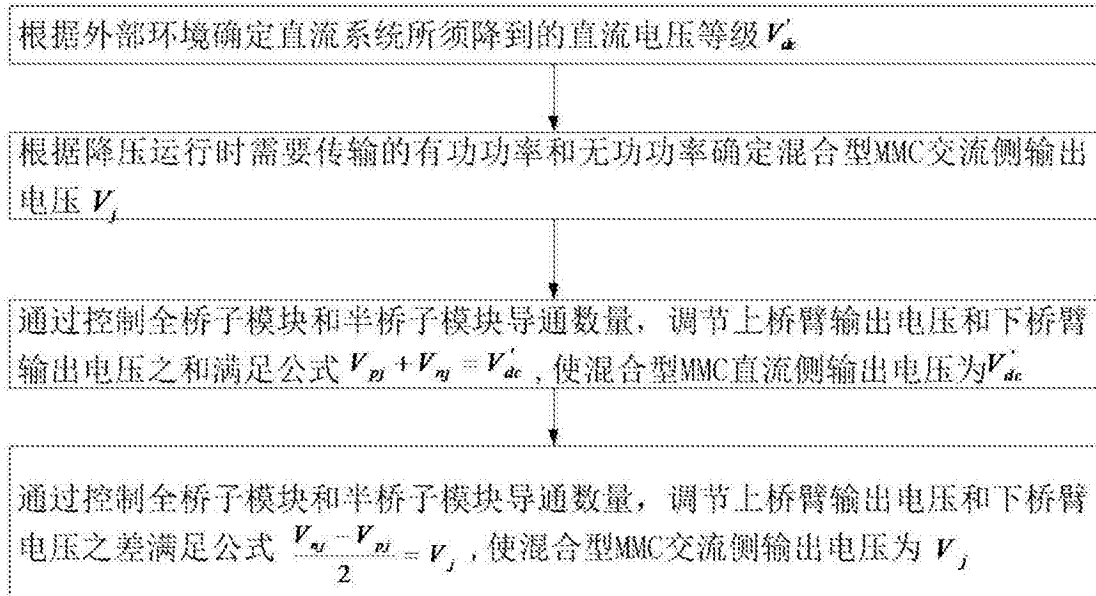 根据外部环境确定直流系统所须降到的直流电压等级 V'dc
根据降压运行时需要传输的有功功率和无功功率确定混合型MMC交流侧输出
电压 Vj
通过控制全桥子模块和半桥子模块导通数量，调节上桥臂输出电压和下桥臂
输出电压之和满足公式 Vpj + Vnj = V'dc ,使混合型MMC直流侧输出电压为V'dc
通过控制全桥子模块和半桥子模块导通数量，调节上桥臂输出电压和下桥臂
电压之差满足公式 (Vnj - Vpj)/2 = Vj ,使混合型MMC交流侧输出电压为 Vj